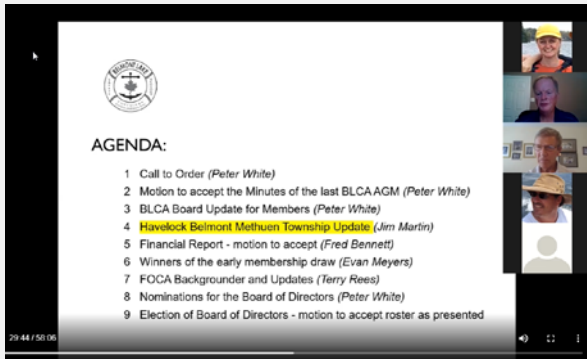 BELMONT LAKE
AGENDA:
1 Call to Order (Peter White)
2 Motion to accept the Minutes of the last BLCA AGM (Peter White)
3 BLCA Board Update for Members (Peter White)
4 Havelock Belmont Methuen Township Update (Jim Martin)
5 Financial Report - motion to accept (Fred Bennett)
6 Winners of the early membership draw (Evan Meyers)
7 FOCA Backgrounder and Updates (Terry Rees)
8 Nominations for the Board of Directors (Peter White)
9 Election of Board of Directors - motion to accept roster as presented
29:44 / 58:06